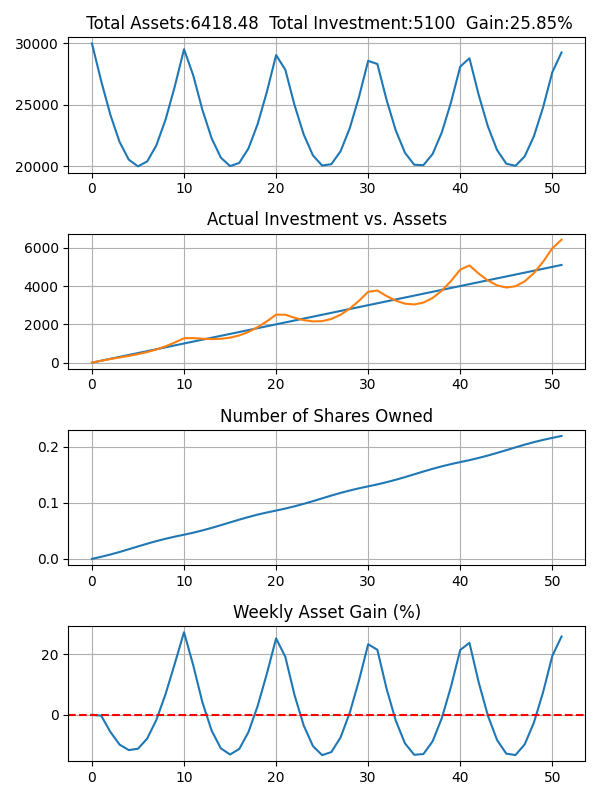 Total Assets:6418.48  Total Investment:5100  Gain:25.85%
30000
25000
20000
0 10 20 30 40 50
Actual Investment vs. Assets
6000
4000
2000
0
0 10 20 30 40 50
Number of Shares Owned
0.2
0.1
0.0
0 10 20 30 40 50
Weekly Asset Gain (%)
20
0
0 10 20 30 40 50